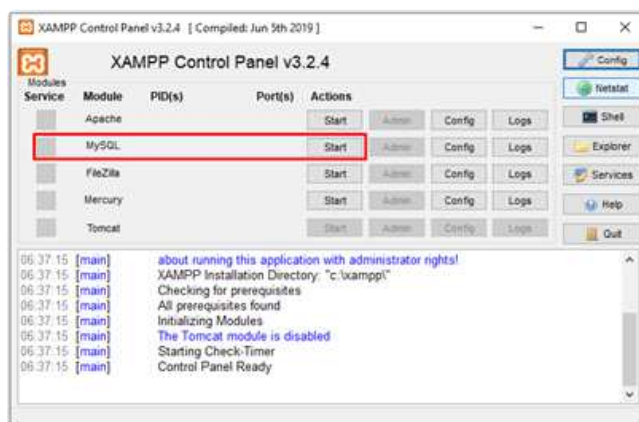 XAMPP Control Panel v3.2.4 [ Compiled: Jun 5th 2019 ]
XAMPP Control Panel v3.2.4
Config
Netstat
Shell
Explorer
Services
Help
Quit
Modules
Service Module PID(s) Port(s) Actions
Apache Start Admin Config Logs
MySQL Start Admin Config Logs
FileZilla Start Admin Config Logs
Mercury Start Admin Config Logs
Tomcat Start Admin Config Logs
06:37:15 [main] about running this application with administrator rights!
06:37:15 [main] XAMPP Installation Directory: "c:\xampp\"
06:37:15 [main] Checking for prerequisites
06:37:15 [main] All prerequisites found
06:37:15 [main] Initializing Modules
06:37:15 [main] The Tomcat module is disabled
06:37:15 [main] Starting Check-Timer
06:37:15 [main] Control Panel Ready